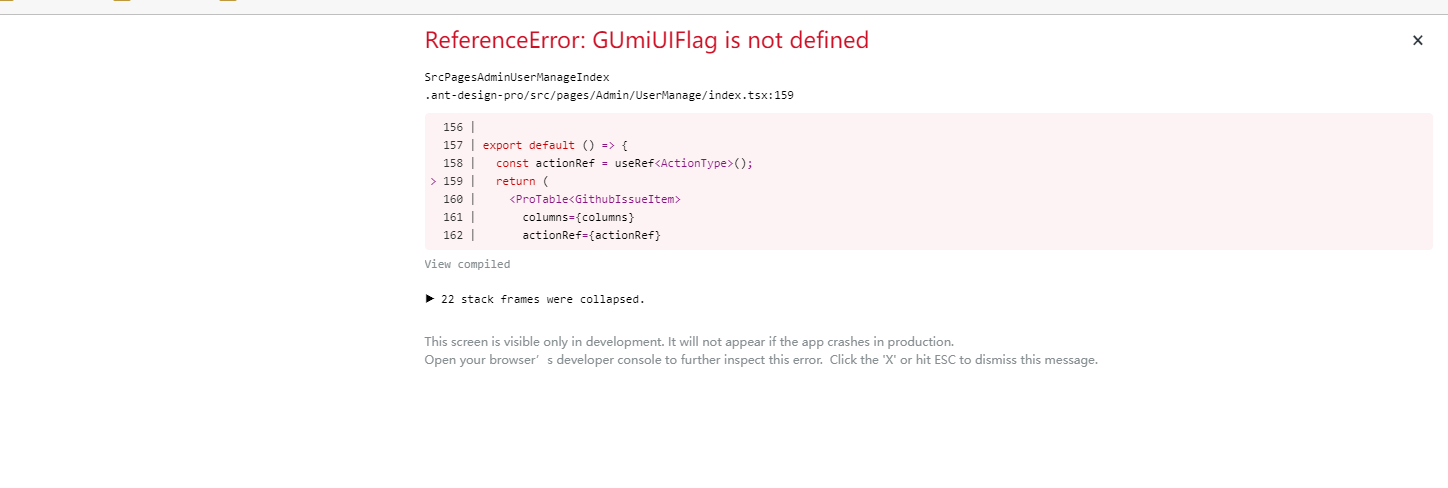 ReferenceError: GUmiUIFlag is not defined
×
SrcPagesAdminUserManageIndex
.ant-design-pro/src/pages/Admin/UserManage/index.tsx:159
156 |
157 | export default () => {
158 |   const actionRef = useRef<ActionType>();
> 159 |   return (
160 |     <ProTable<GithubIssueItem>
161 |       columns={columns}
162 |       actionRef={actionRef}
View compiled
▶ 22 stack frames were collapsed.
This screen is visible only in development. It will not appear if the app crashes in production.
Open your browser’s developer console to further inspect this error.  Click the 'X' or hit ESC to dismiss this message.